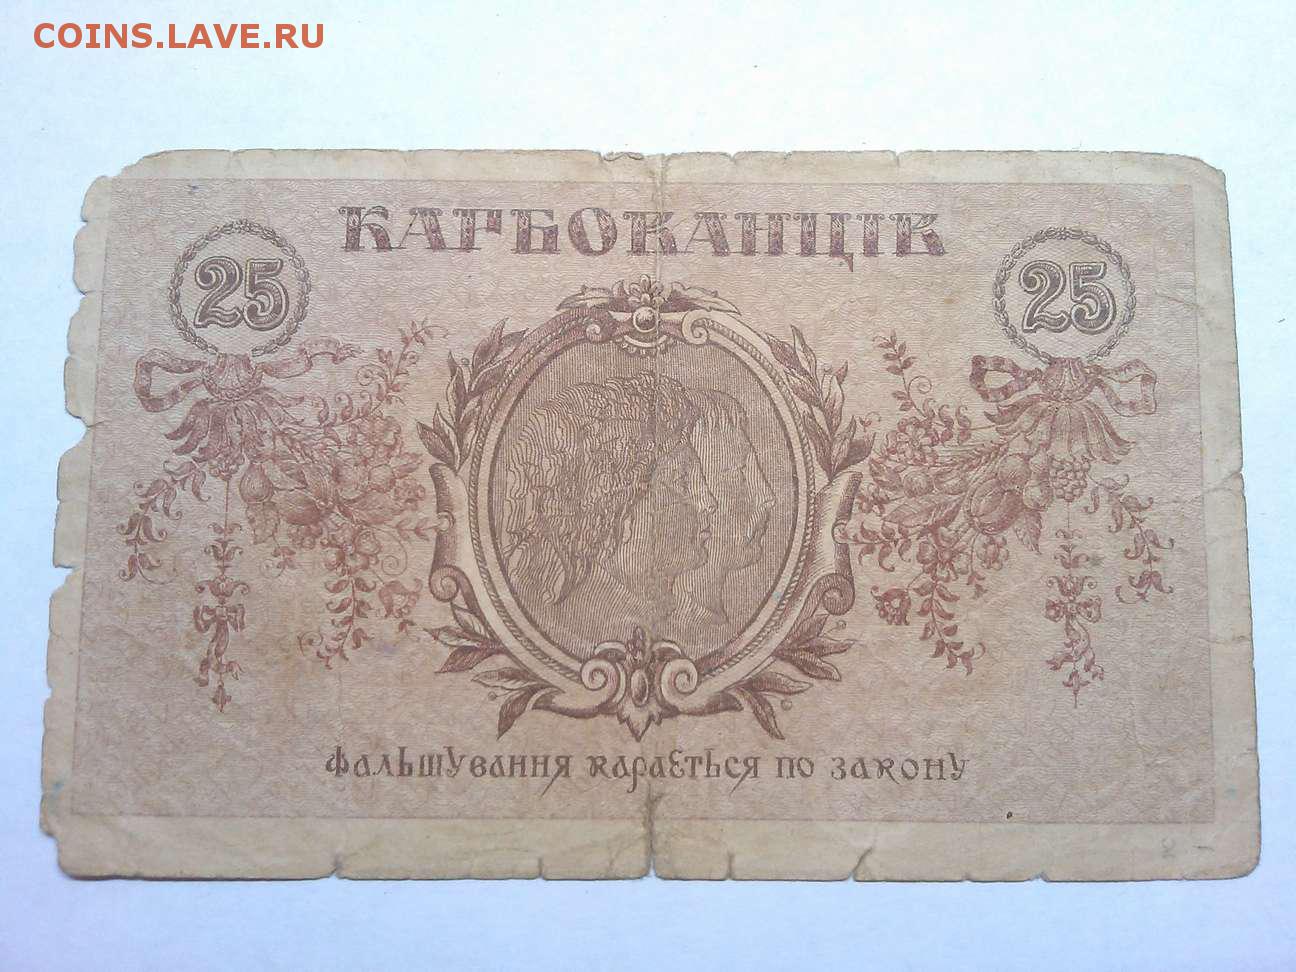 COINS.LAVE.RU
КАРБОВАНЦІВ
25 25
фальшування карається по закону